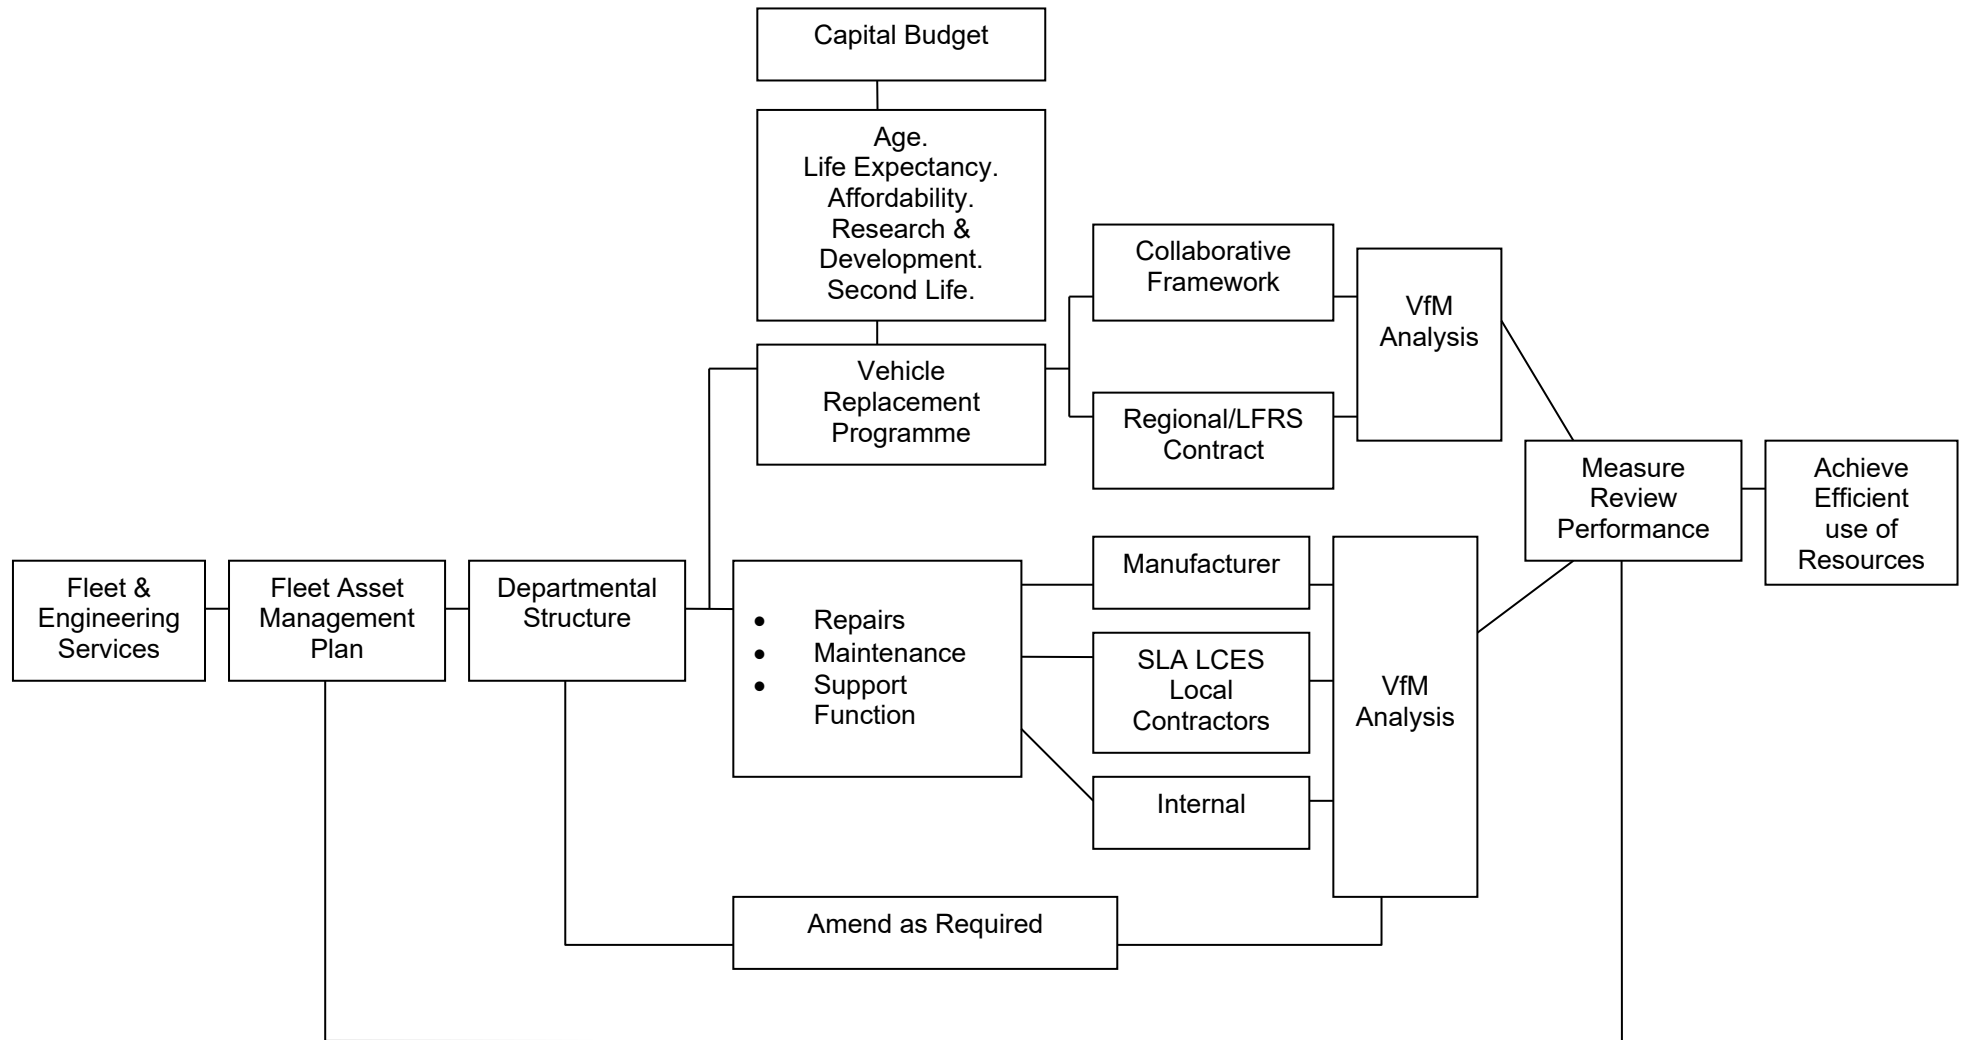 Capital Budget
Age.
Life Expectancy.
Affordability.
Research &
Development.
Second Life.
Collaborative
Framework
VfM
Analysis
Vehicle
Replacement
Programme
Regional/LFRS
Contract
Measure
Review
Performance
Achieve
Efficient
use of
Resources
Fleet &
Engineering
Services
Fleet Asset
Management
Plan
Departmental
Structure
• Repairs
• Maintenance
• Support
Function
Manufacturer
SLA LCES
Local
Contractors
Internal
VfM
Analysis
Amend as Required